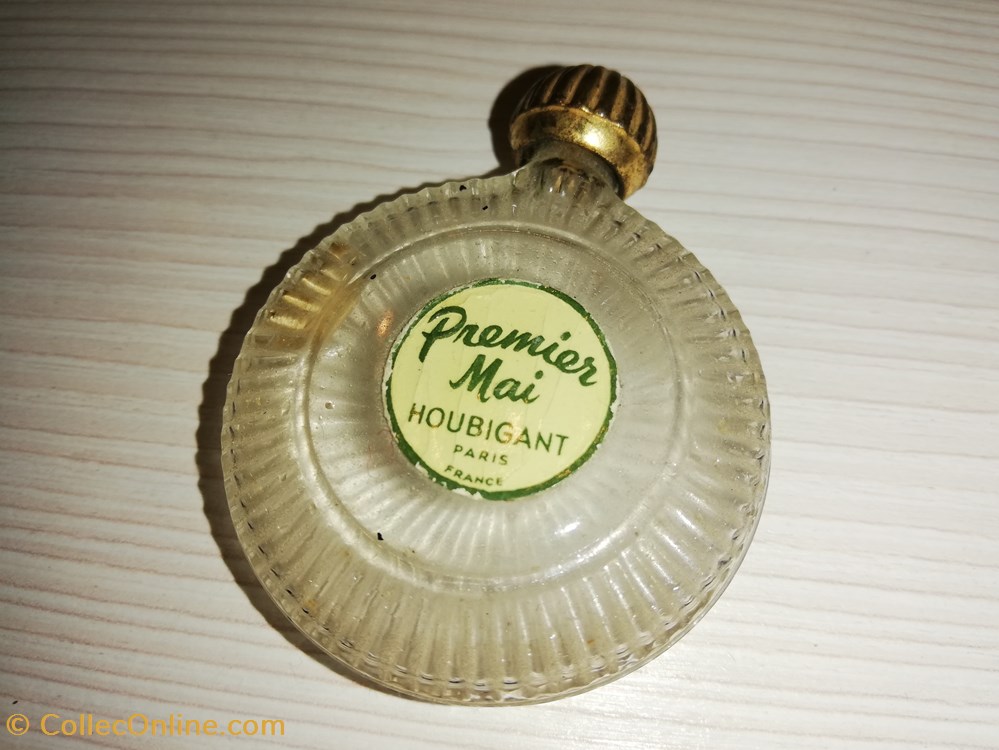 Premier
Mai
HOUBIGANT
PARIS
FRANCE
© CollecOnline.com